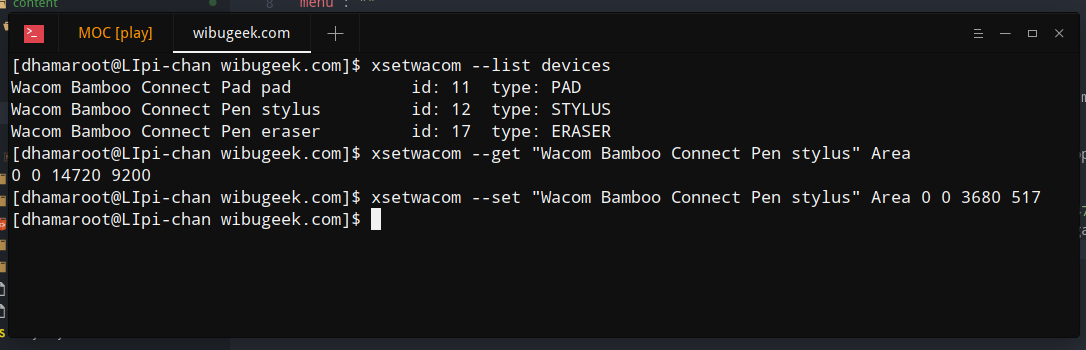 content
8 menu : ""
MOC [play] wibugeek.com
[dhamaroot@LIpi-chan wibugeek.com]$ xsetwacom --list devices
Wacom Bamboo Connect Pad pad id: 11 type: PAD
Wacom Bamboo Connect Pen stylus id: 12 type: STYLUS
Wacom Bamboo Connect Pen eraser id: 17 type: ERASER
[dhamaroot@LIpi-chan wibugeek.com]$ xsetwacom --get "Wacom Bamboo Connect Pen stylus" Area
0 0 14720 9200
[dhamaroot@LIpi-chan wibugeek.com]$ xsetwacom --set "Wacom Bamboo Connect Pen stylus" Area 0 0 3680 517
[dhamaroot@LIpi-chan wibugeek.com]$